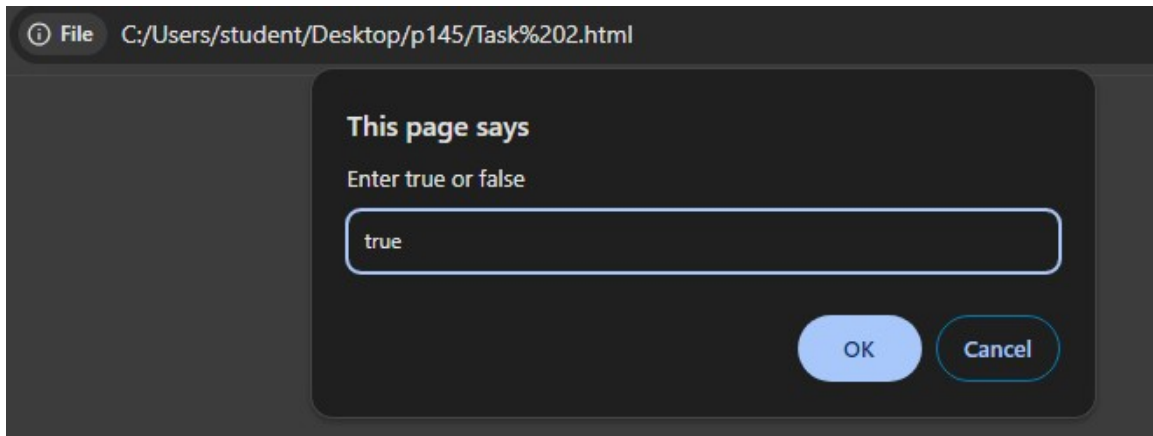 File C:/Users/student/Desktop/p145/Task%202.html
This page says
Enter true or false
true
OK Cancel